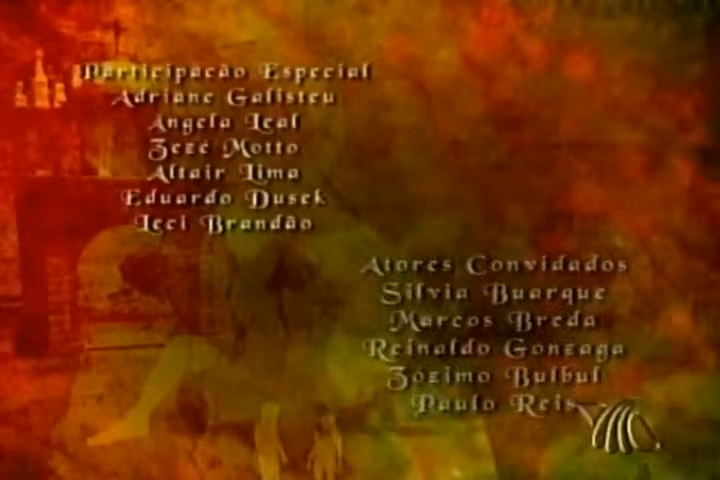 Participação Especial
Adriane Galisteu
Ângela Leal
Zezé Motto
Altair Lima
Eduardo Dusek
Leci Brandão
Atores Convidados
Silvia Buarque
Marcos Breda
Reinaldo Gonzaga
Zózimo Bulbul
Paulo Reis